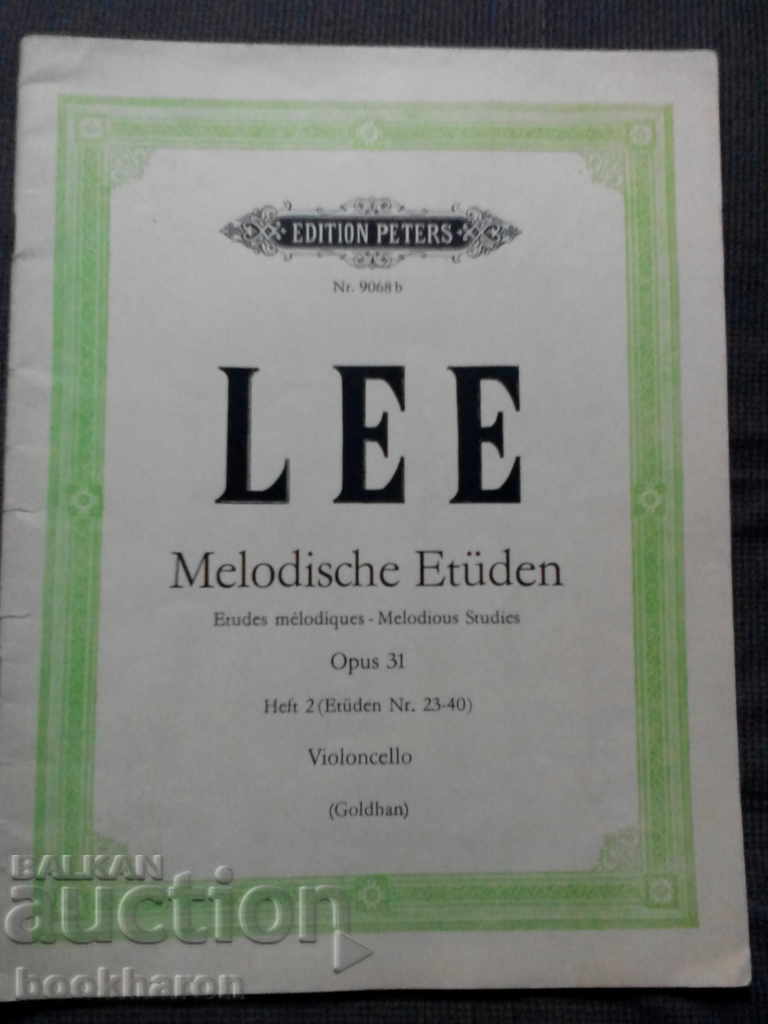 EDITION PETERS
Nr. 9068b
LEE
Melodische Etüden
Etudes mélodiques - Melodious Studies
Opus 31
Heft 2 (Etüden Nr. 23-40)
Violoncello
(Goldhan)
BALKAN
auction
bookharon